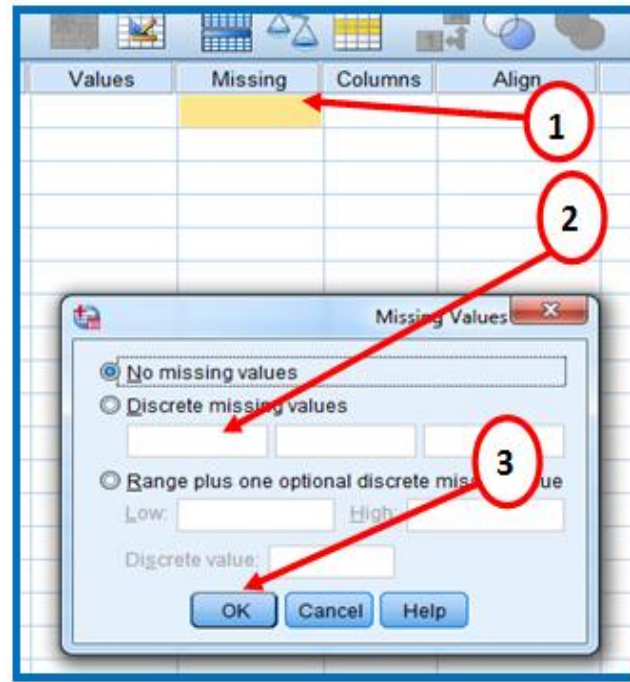 Values Missing Columns Align
1
2
Missing Values
No missing values
Discrete missing values
3
Range plus one optional discrete missing value
Low: High:
Discrete value:
OK Cancel Help